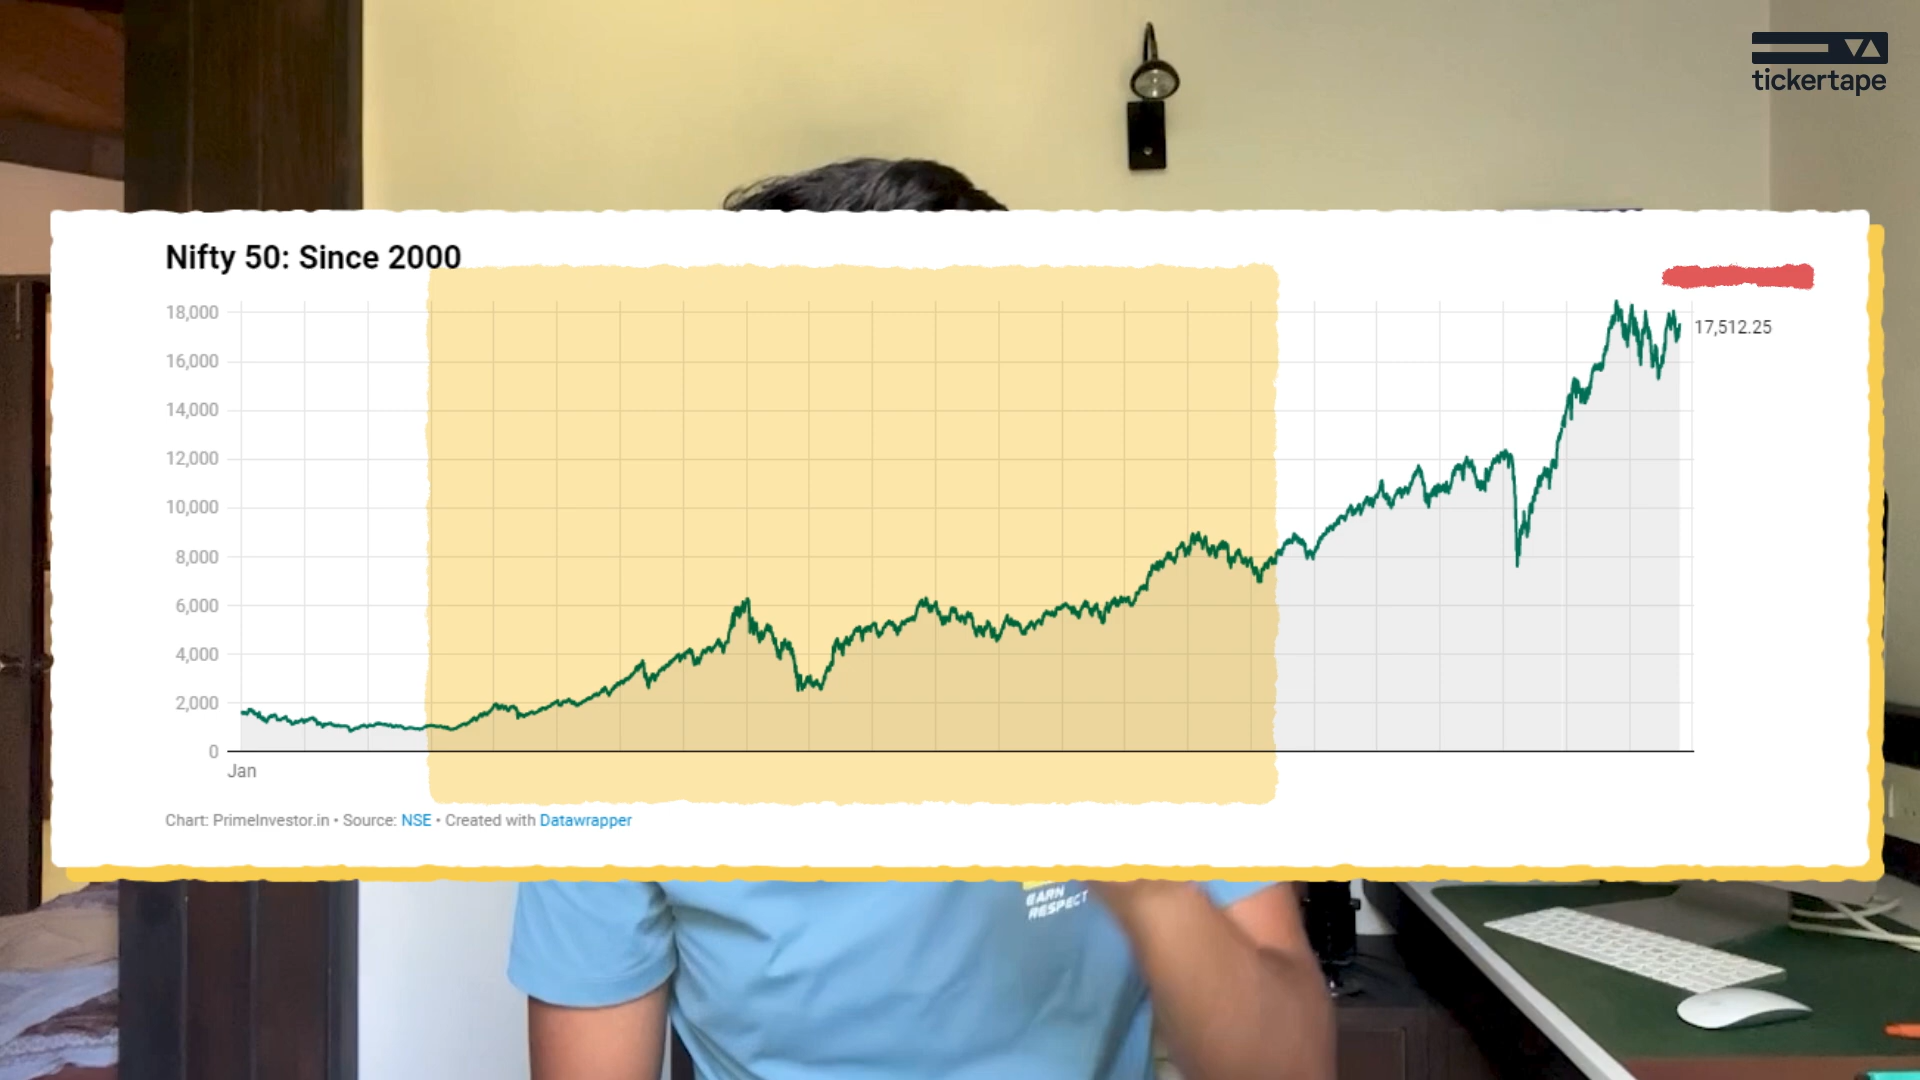 tickertape
Nifty 50: Since 2000
18,000
17,512.25
16,000
14,000
12,000
10,000
8,000
6,000
4,000
2,000
0
Jan
Chart: PrimeInvestor.in • Source: NSE • Created with Datawrapper
EARN
RESPECT